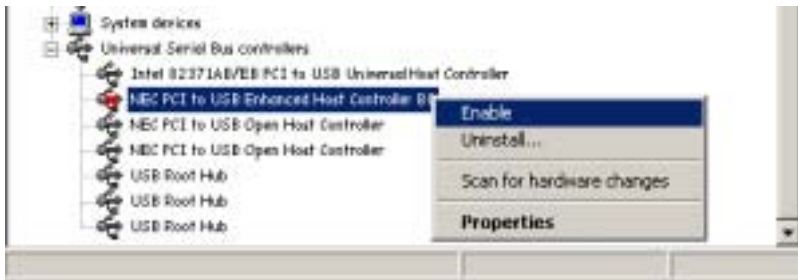 System devices
Universal Serial Bus controllers
Intel 82371AB/EB PCI to USB Universal Host Controller
NEC PCI to USB Enhanced Host Controller
NEC PCI to USB Open Host Controller
NEC PCI to USB Open Host Controller
USB Root Hub
USB Root Hub
USB Root Hub
Enable
Uninstall...
Scan for hardware changes
Properties